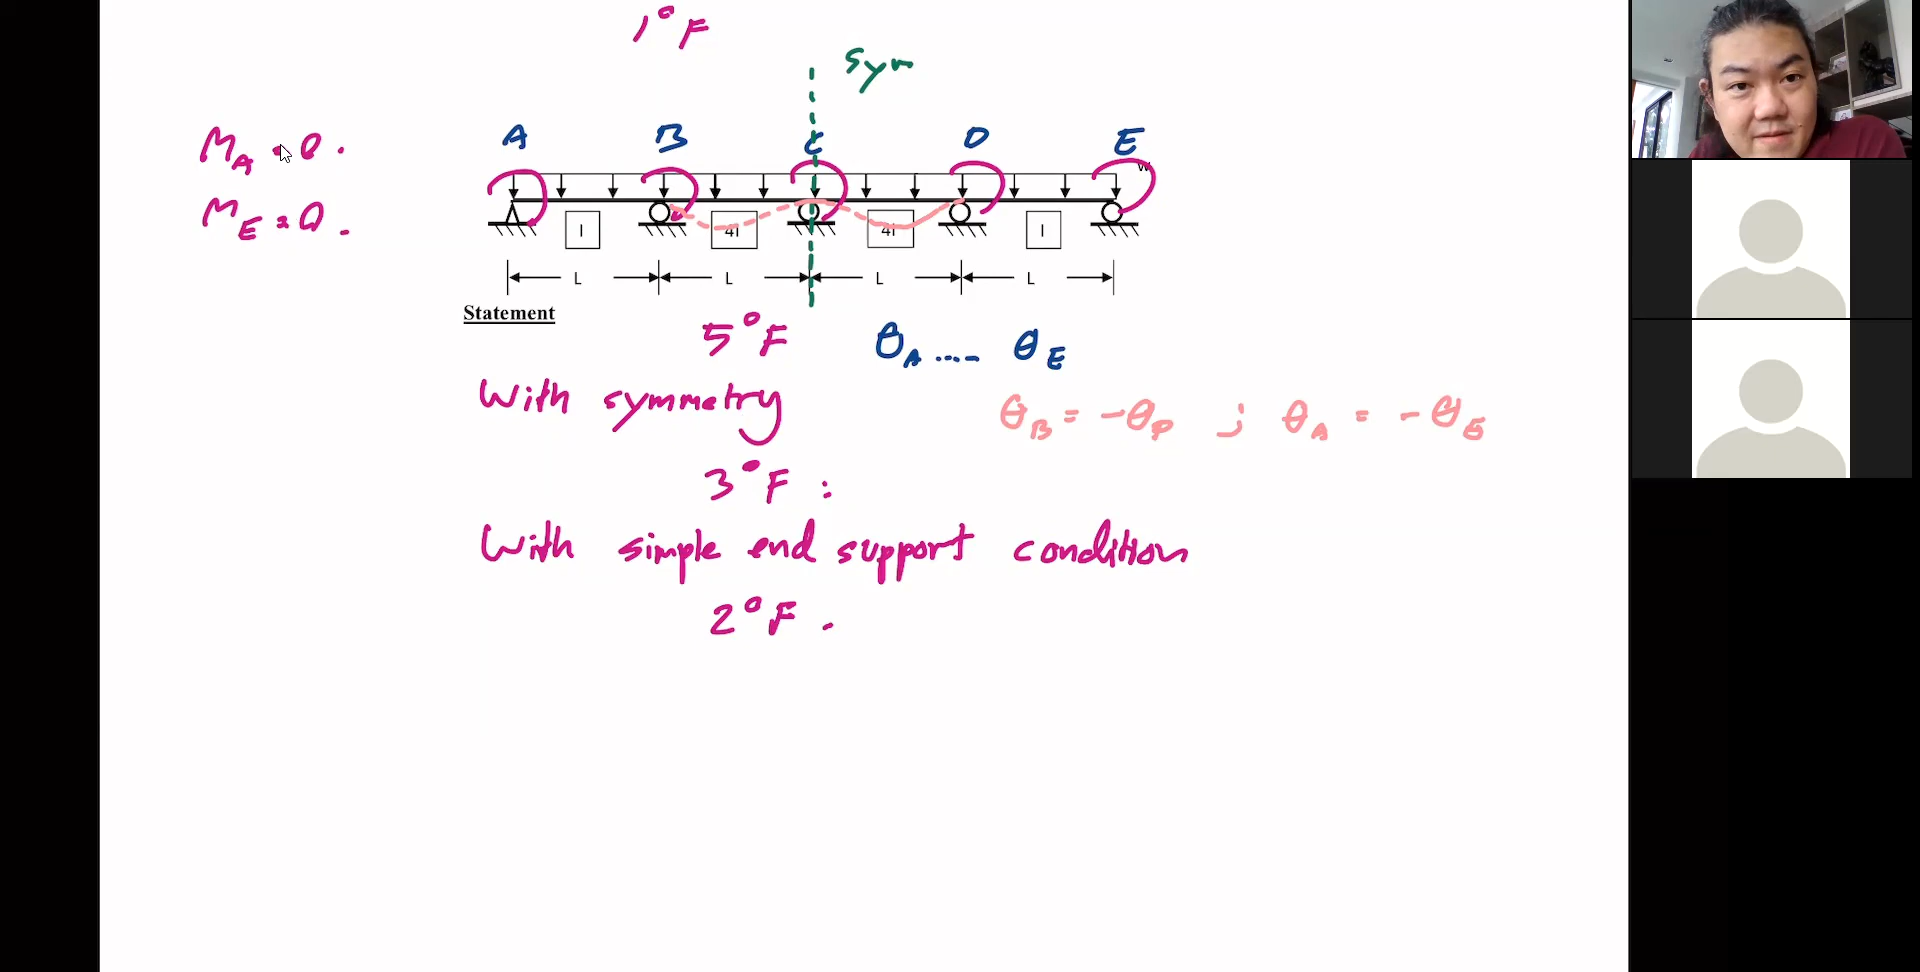 1°F
Sym
A B C D E
M_A = 0.
w
M_E = 0.
I 4I 4I I
L L L L
Statement
5°F θ_A .... θ_E
With symmetry θ_B = -θ_D ; θ_A = -θ_E
3°F :
With simple end support condition
2°F .